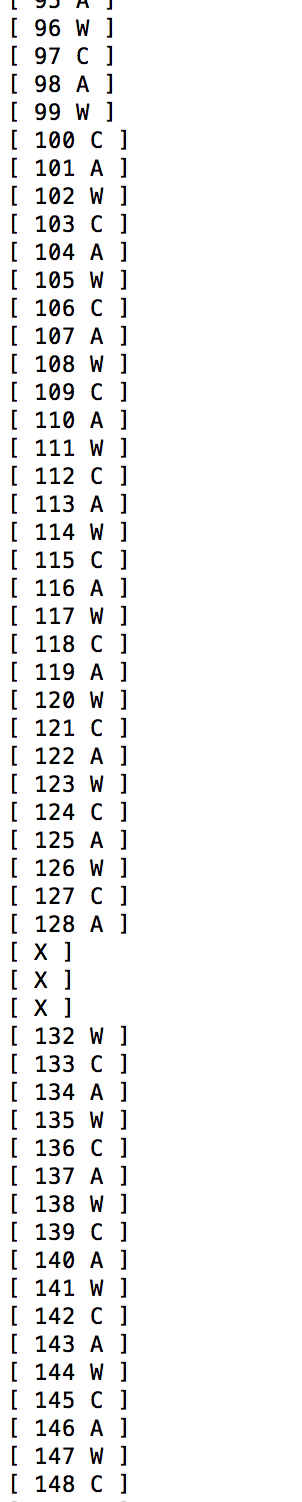 [ 95 A ]
[ 96 W ]
[ 97 C ]
[ 98 A ]
[ 99 W ]
[ 100 C ]
[ 101 A ]
[ 102 W ]
[ 103 C ]
[ 104 A ]
[ 105 W ]
[ 106 C ]
[ 107 A ]
[ 108 W ]
[ 109 C ]
[ 110 A ]
[ 111 W ]
[ 112 C ]
[ 113 A ]
[ 114 W ]
[ 115 C ]
[ 116 A ]
[ 117 W ]
[ 118 C ]
[ 119 A ]
[ 120 W ]
[ 121 C ]
[ 122 A ]
[ 123 W ]
[ 124 C ]
[ 125 A ]
[ 126 W ]
[ 127 C ]
[ 128 A ]
[ X ]
[ X ]
[ X ]
[ 132 W ]
[ 133 C ]
[ 134 A ]
[ 135 W ]
[ 136 C ]
[ 137 A ]
[ 138 W ]
[ 139 C ]
[ 140 A ]
[ 141 W ]
[ 142 C ]
[ 143 A ]
[ 144 W ]
[ 145 C ]
[ 146 A ]
[ 147 W ]
[ 148 C ]